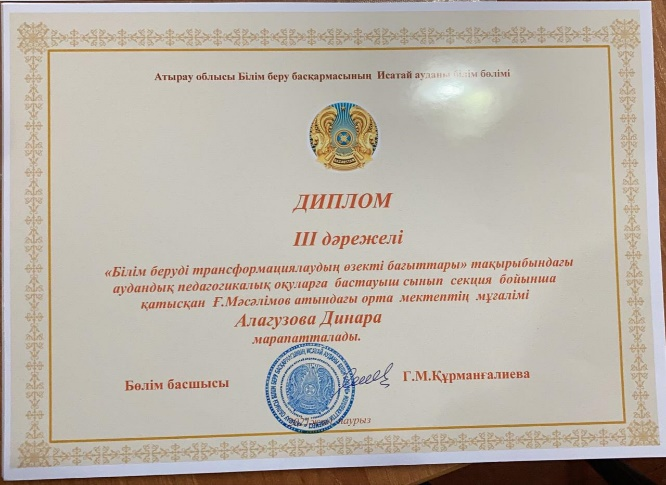 Атырау облысы Білім беру басқармасының Исатай ауданы білім бөлімі
ДИПЛОМ
III дәрежелі
«Білім беруді трансформациялаудың өзекті бағыттары» тақырыбындағы
аудандық педагогикалық оқуларға бастауыш сынып секция бойынша
қатысқан Ғ.Мәсәлімов атындағы орта мектептің мұғалімі
Алагузова Динара
марапатталады.
Бөлім басшысы Г.М.Құрманғалиева
наурыз